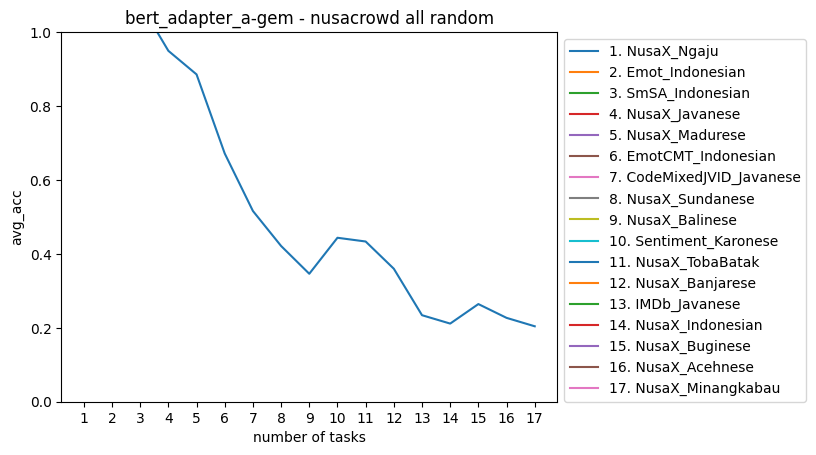 bert_adapter_a-gem - nusacrowd all random
avg_acc
1.0
0.8
0.6
0.4
0.2
0.0
1 2 3 4 5 6 7 8 9 10 11 12 13 14 15 16 17
number of tasks
1. NusaX_Ngaju
2. Emot_Indonesian
3. SmSA_Indonesian
4. NusaX_Javanese
5. NusaX_Madurese
6. EmotCMT_Indonesian
7. CodeMixedJVID_Javanese
8. NusaX_Sundanese
9. NusaX_Balinese
10. Sentiment_Karonese
11. NusaX_TobaBatak
12. NusaX_Banjarese
13. IMDb_Javanese
14. NusaX_Indonesian
15. NusaX_Buginese
16. NusaX_Acehnese
17. NusaX_Minangkabau